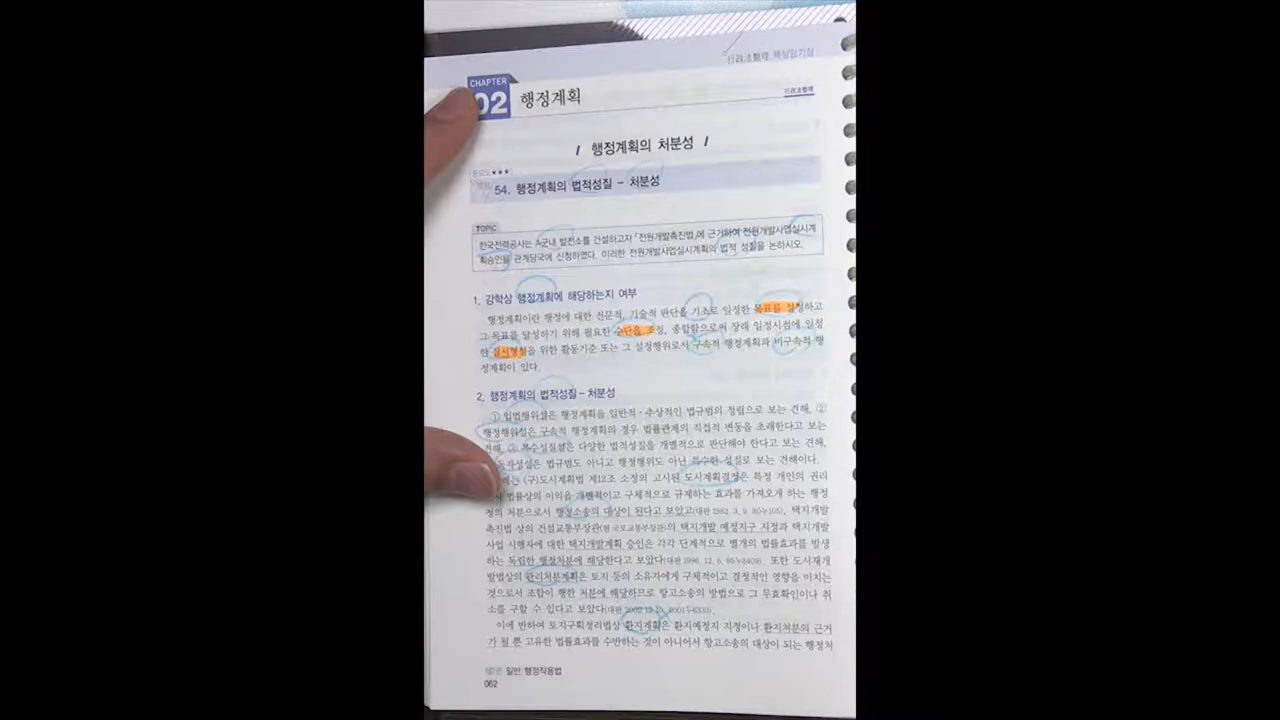 行政法整理 핵심암기장
CHAPTER
02 행정계획
行政法整理
행정계획의 처분성
중요도 ★★★
54. 행정계획의 법적성질 - 처분성
TOPIC
한국전력공사는 A군내 발전소를 건설하고자 「전원개발촉진법」에 근거하여 전원개발사업실시계
획승인을 관계당국에 신청하였다. 이러한 전원개발사업실시계획의 법적 성질을 논하시오.
1. 강학상 행정계획에 해당하는지 여부
행정계획이란 행정에 대한 전문적, 기술적 판단을 기초로 일정한 목표를 설정하고
그 목표를 달성하기 위해 필요한 수단을 조정, 종합함으로써 장래 일정시점에 일정
한 질서형성을 위한 활동기준 또는 그 설정행위로서 구속적 행정계획과 비구속적 행
정계획이 있다.
2. 행정계획의 법적성질 - 처분성
① 입법행위설은 행정계획을 일반적·추상적인 법규범의 정립으로 보는 견해, ②
행정행위설은 구속적 행정계획의 경우 법률관계의 직접적 변동을 초래한다고 보는
견해, ③ 복수성질설은 다양한 법적성질을 개별적으로 판단해야 한다고 보는 견해,
독자성설은 법규범도 아니고 행정행위도 아닌 특수한 성질로 보는 견해이다.
(구)도시계획법 제12조 소정의 고시된 도시계획결정은 특정 개인의 권리
법률상의 이익을 개별적이고 구체적으로 규제하는 효과를 가져오게 하는 행정
청의 처분으로서 행정소송의 대상이 된다고 보았고(대판 1982. 3. 9, 80누105), 택지개발
촉진법 상의 건설교통부장관(현 국토교통부장관)의 택지개발 예정지구 지정과 택지개발
사업 시행자에 대한 택지개발계획 승인은 각각 단계적으로 별개의 법률효과를 발생
하는 독립한 행정처분에 해당한다고 보았다(대판 1996. 12. 6, 95누8409). 또한 도시재개
발법상의 관리처분계획은 토지 등의 소유자에게 구체적이고 결정적인 영향을 미치는
것으로서 조합이 행한 처분에 해당하므로 항고소송의 방법으로 그 무효확인이나 취
소를 구할 수 있다고 보았다(대판 2002. 12. 10, 2001두6333).
이에 반하여 토지구획정리법상 환지계획은 환지예정지 지정이나 환지처분의 근거
가 될 뿐 고유한 법률효과를 수반하는 것이 아니어서 항고소송의 대상이 되는 행정처
제2편 일반 행정작용법
062